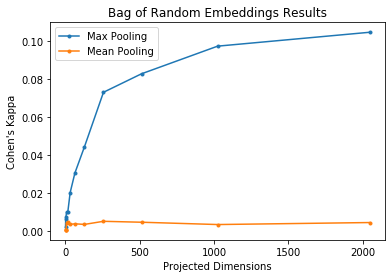 Bag of Random Embeddings Results
Max Pooling
Mean Pooling
Cohen's Kappa
0.10
0.08
0.06
0.04
0.02
0.00
0
500
1000
1500
2000
Projected Dimensions